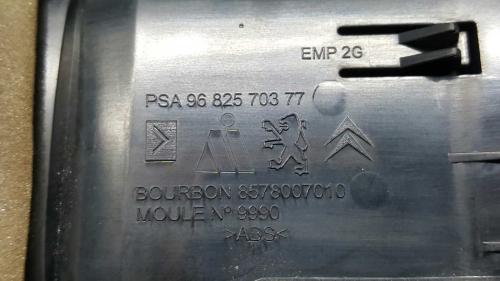 EMP 2G
PSA 96 825 703 77
BOURBON 8578007010
MOULE N° 9990
>ABS<